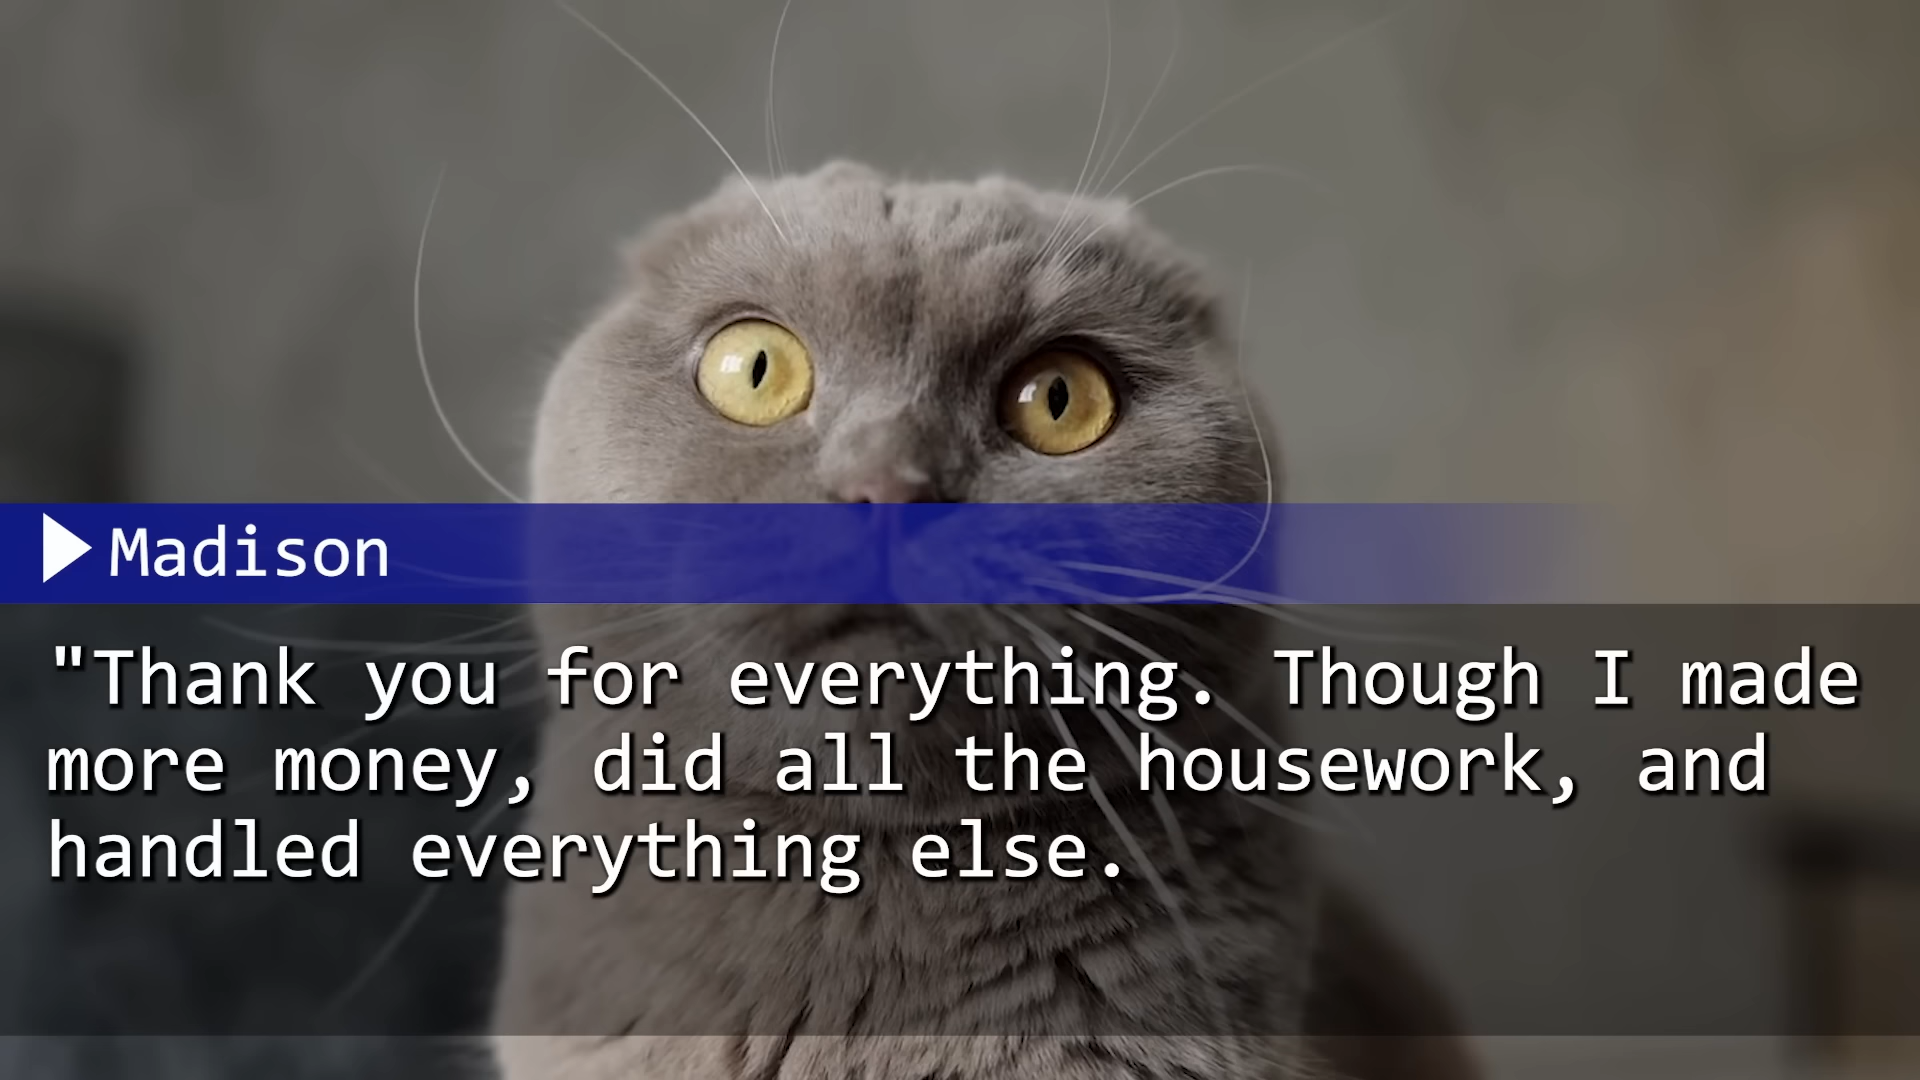 Madison
"Thank you for everything. Though I made
more money, did all the housework, and
handled everything else.